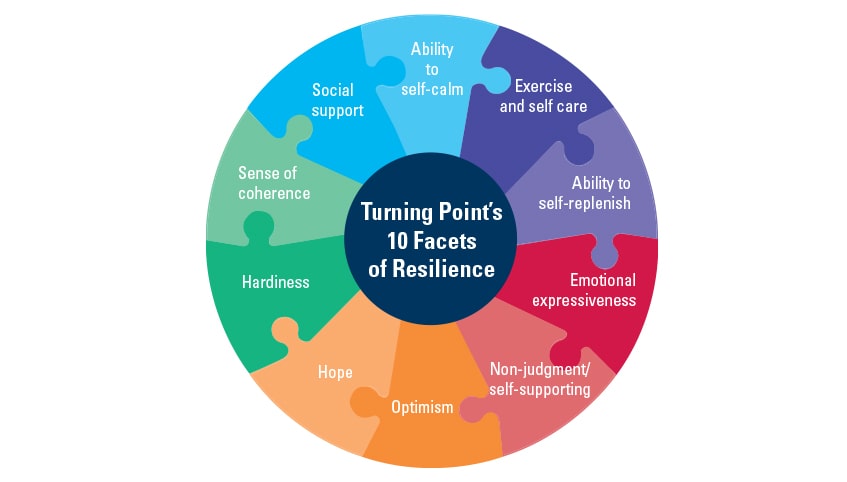 Turning Point's
10 Facets
of Resilience
Ability
to
self-calm
Exercise
and self care
Ability to
self-replenish
Emotional
expressiveness
Non-judgment/
self-supporting
Optimism
Hope
Hardiness
Sense of
coherence
Social
support